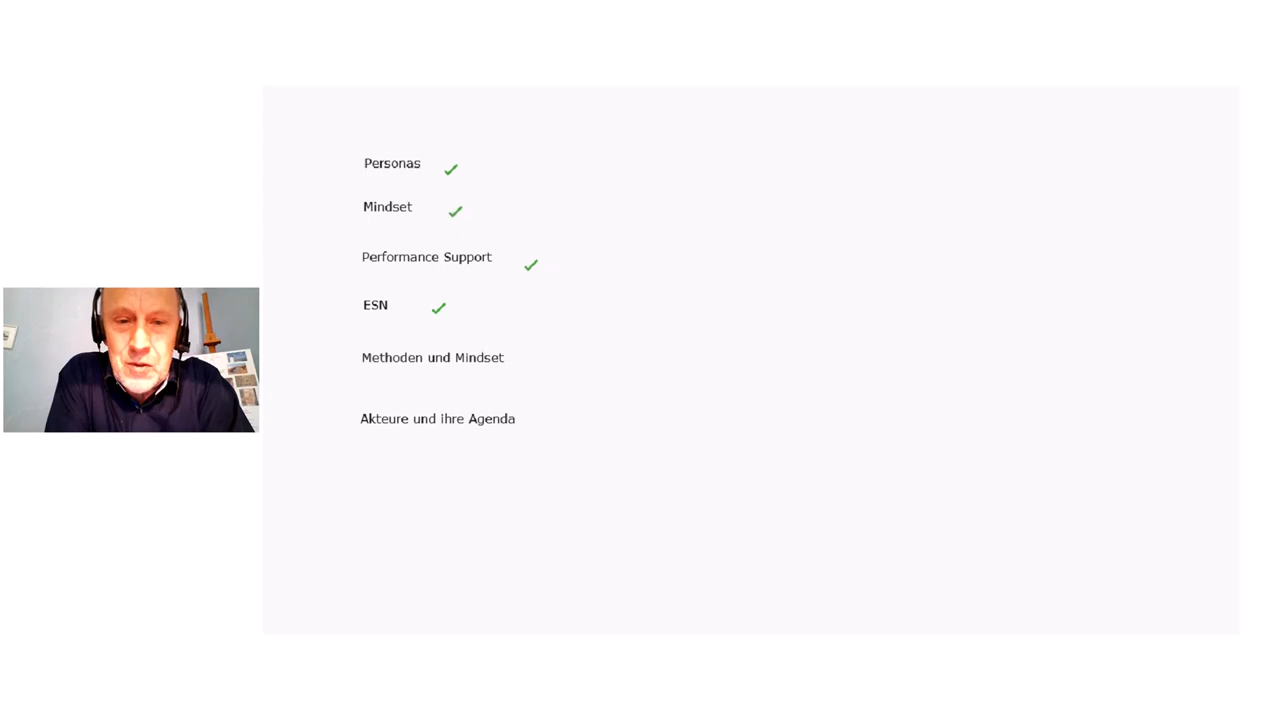 Personas
Mindset
Performance Support
ESN
Methoden und Mindset
Akteure und ihre Agenda